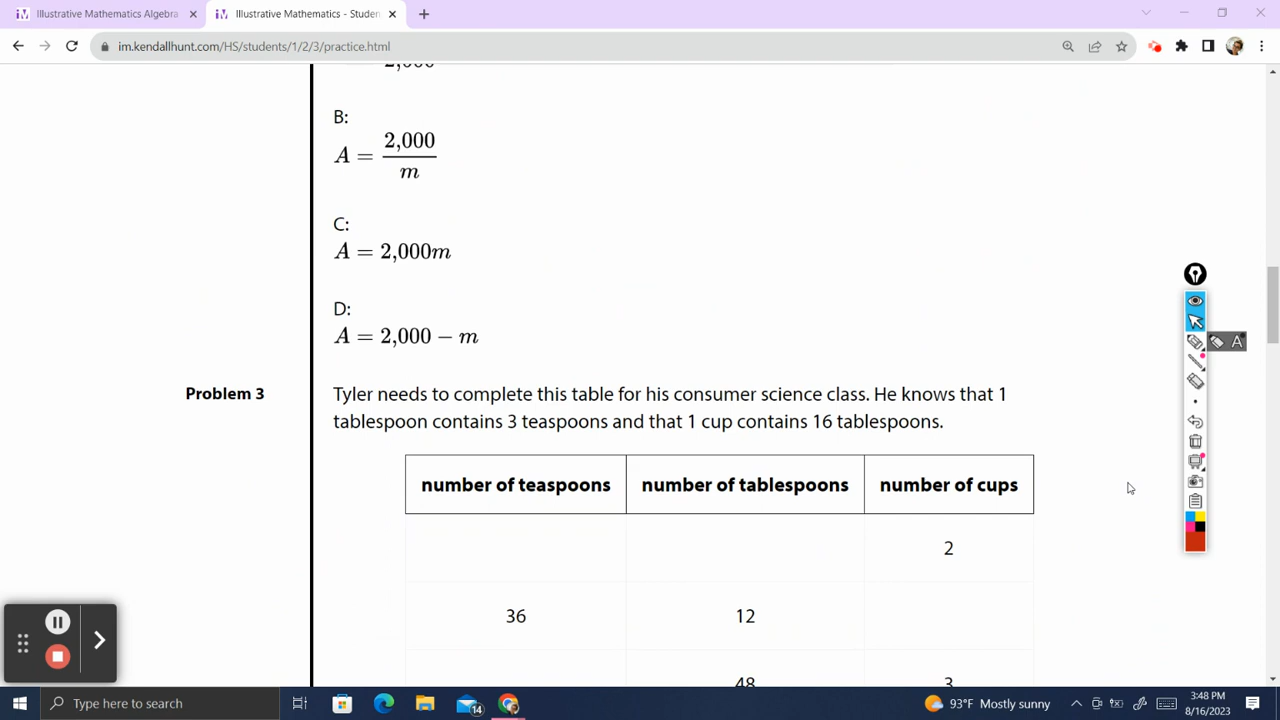 Illustrative Mathematics Algebra
Illustrative Mathematics - Studen
im.kendallhunt.com/HS/students/1/2/3/practice.html
2,000
B:
A = 2,000/m
C:
A = 2,000m
D:
A = 2,000 − m
Problem 3
Tyler needs to complete this table for his consumer science class. He knows that 1
tablespoon contains 3 teaspoons and that 1 cup contains 16 tablespoons.
number of teaspoons number of tablespoons number of cups
2
36 12
48 3
A
Type here to search
14
93°F Mostly sunny
3:48 PM
8/16/2023